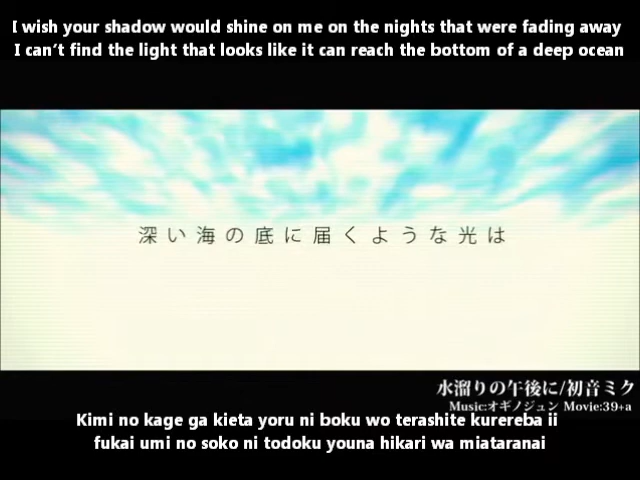 I wish your shadow would shine on me on the nights that were fading away
I can't find the light that looks like it can reach the bottom of a deep ocean
深い海の底に届くような光は
水溜りの午後に/初音ミク
Music:オギノジュン Movie:39+a
Kimi no kage ga kieta yoru ni boku wo terashite kurereba ii
fukai umi no soko ni todoku youna hikari wa miataranai